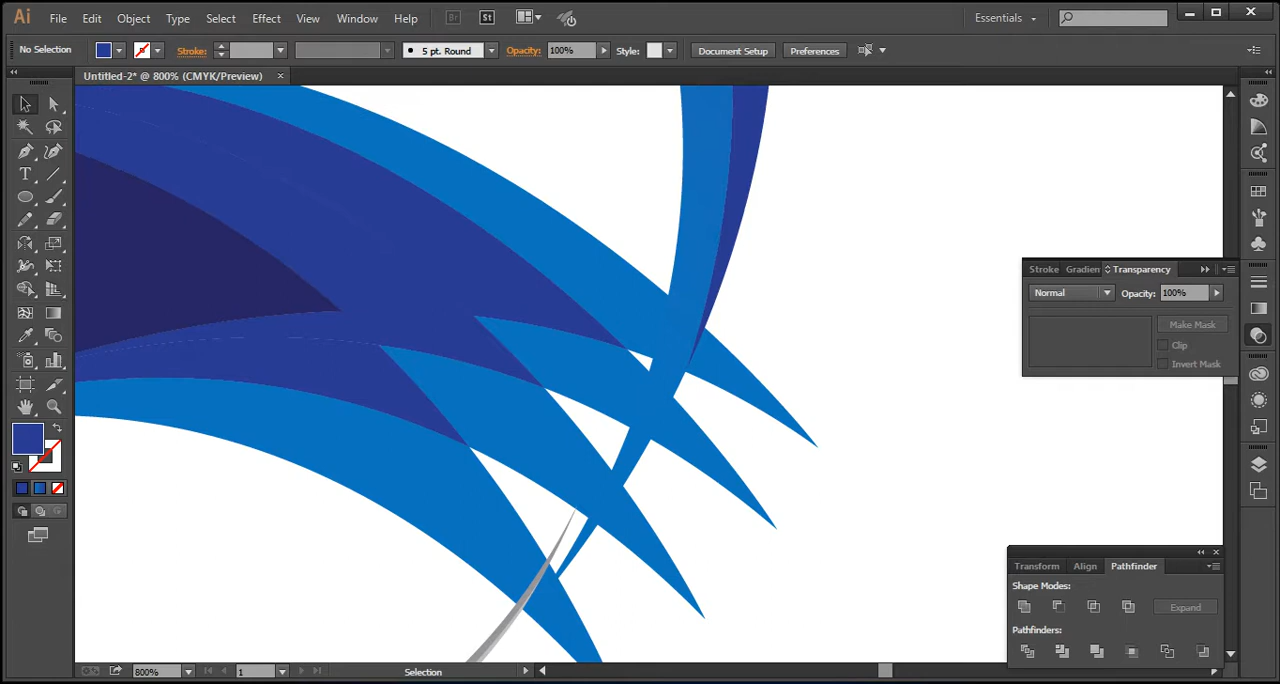 Ai File Edit Object Type Select Effect View Window Help Br St Essentials
No Selection Stroke: 5 pt. Round Opacity: 100% Style: Document Setup Preferences
Untitled-2* @ 800% (CMYK/Preview) ×
T
Stroke Gradien Transparency
Normal Opacity: 100%
Make Mask
Clip
Invert Mask
Transform Align Pathfinder
Shape Modes:
Expand
Pathfinders:
800% 1 Selection